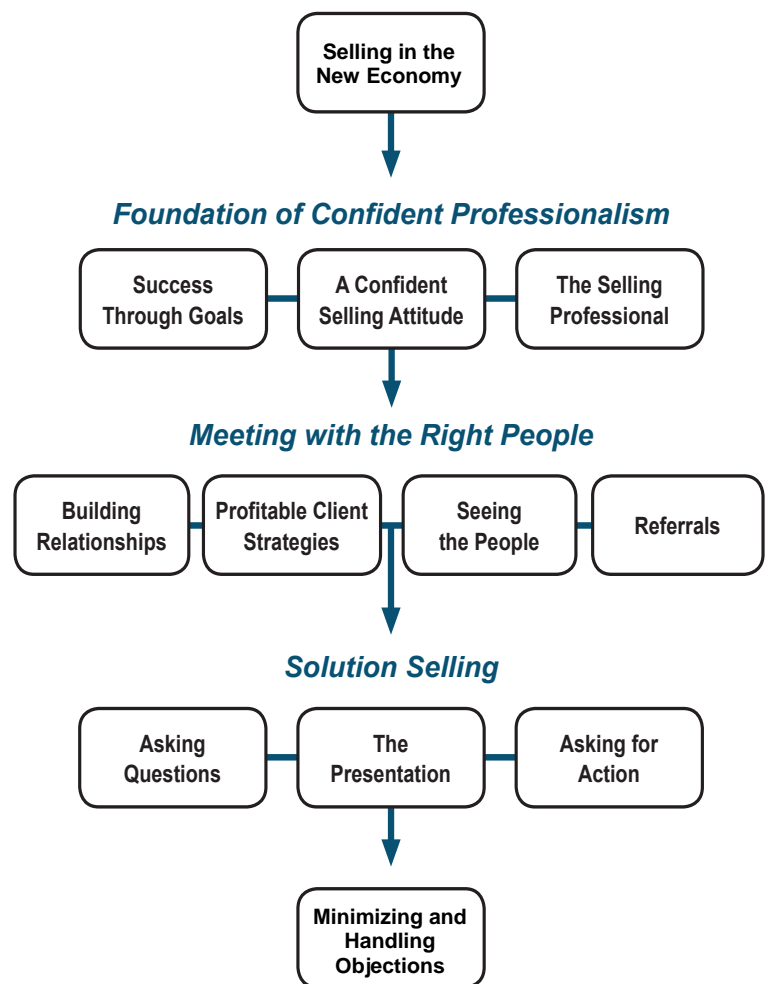 Selling in the
New Economy
Foundation of Confident Professionalism
Success
Through Goals
A Confident
Selling Attitude
The Selling
Professional
Meeting with the Right People
Building
Relationships
Profitable Client
Strategies
Seeing
the People
Referrals
Solution Selling
Asking
Questions
The
Presentation
Asking for
Action
Minimizing and
Handling
Objections